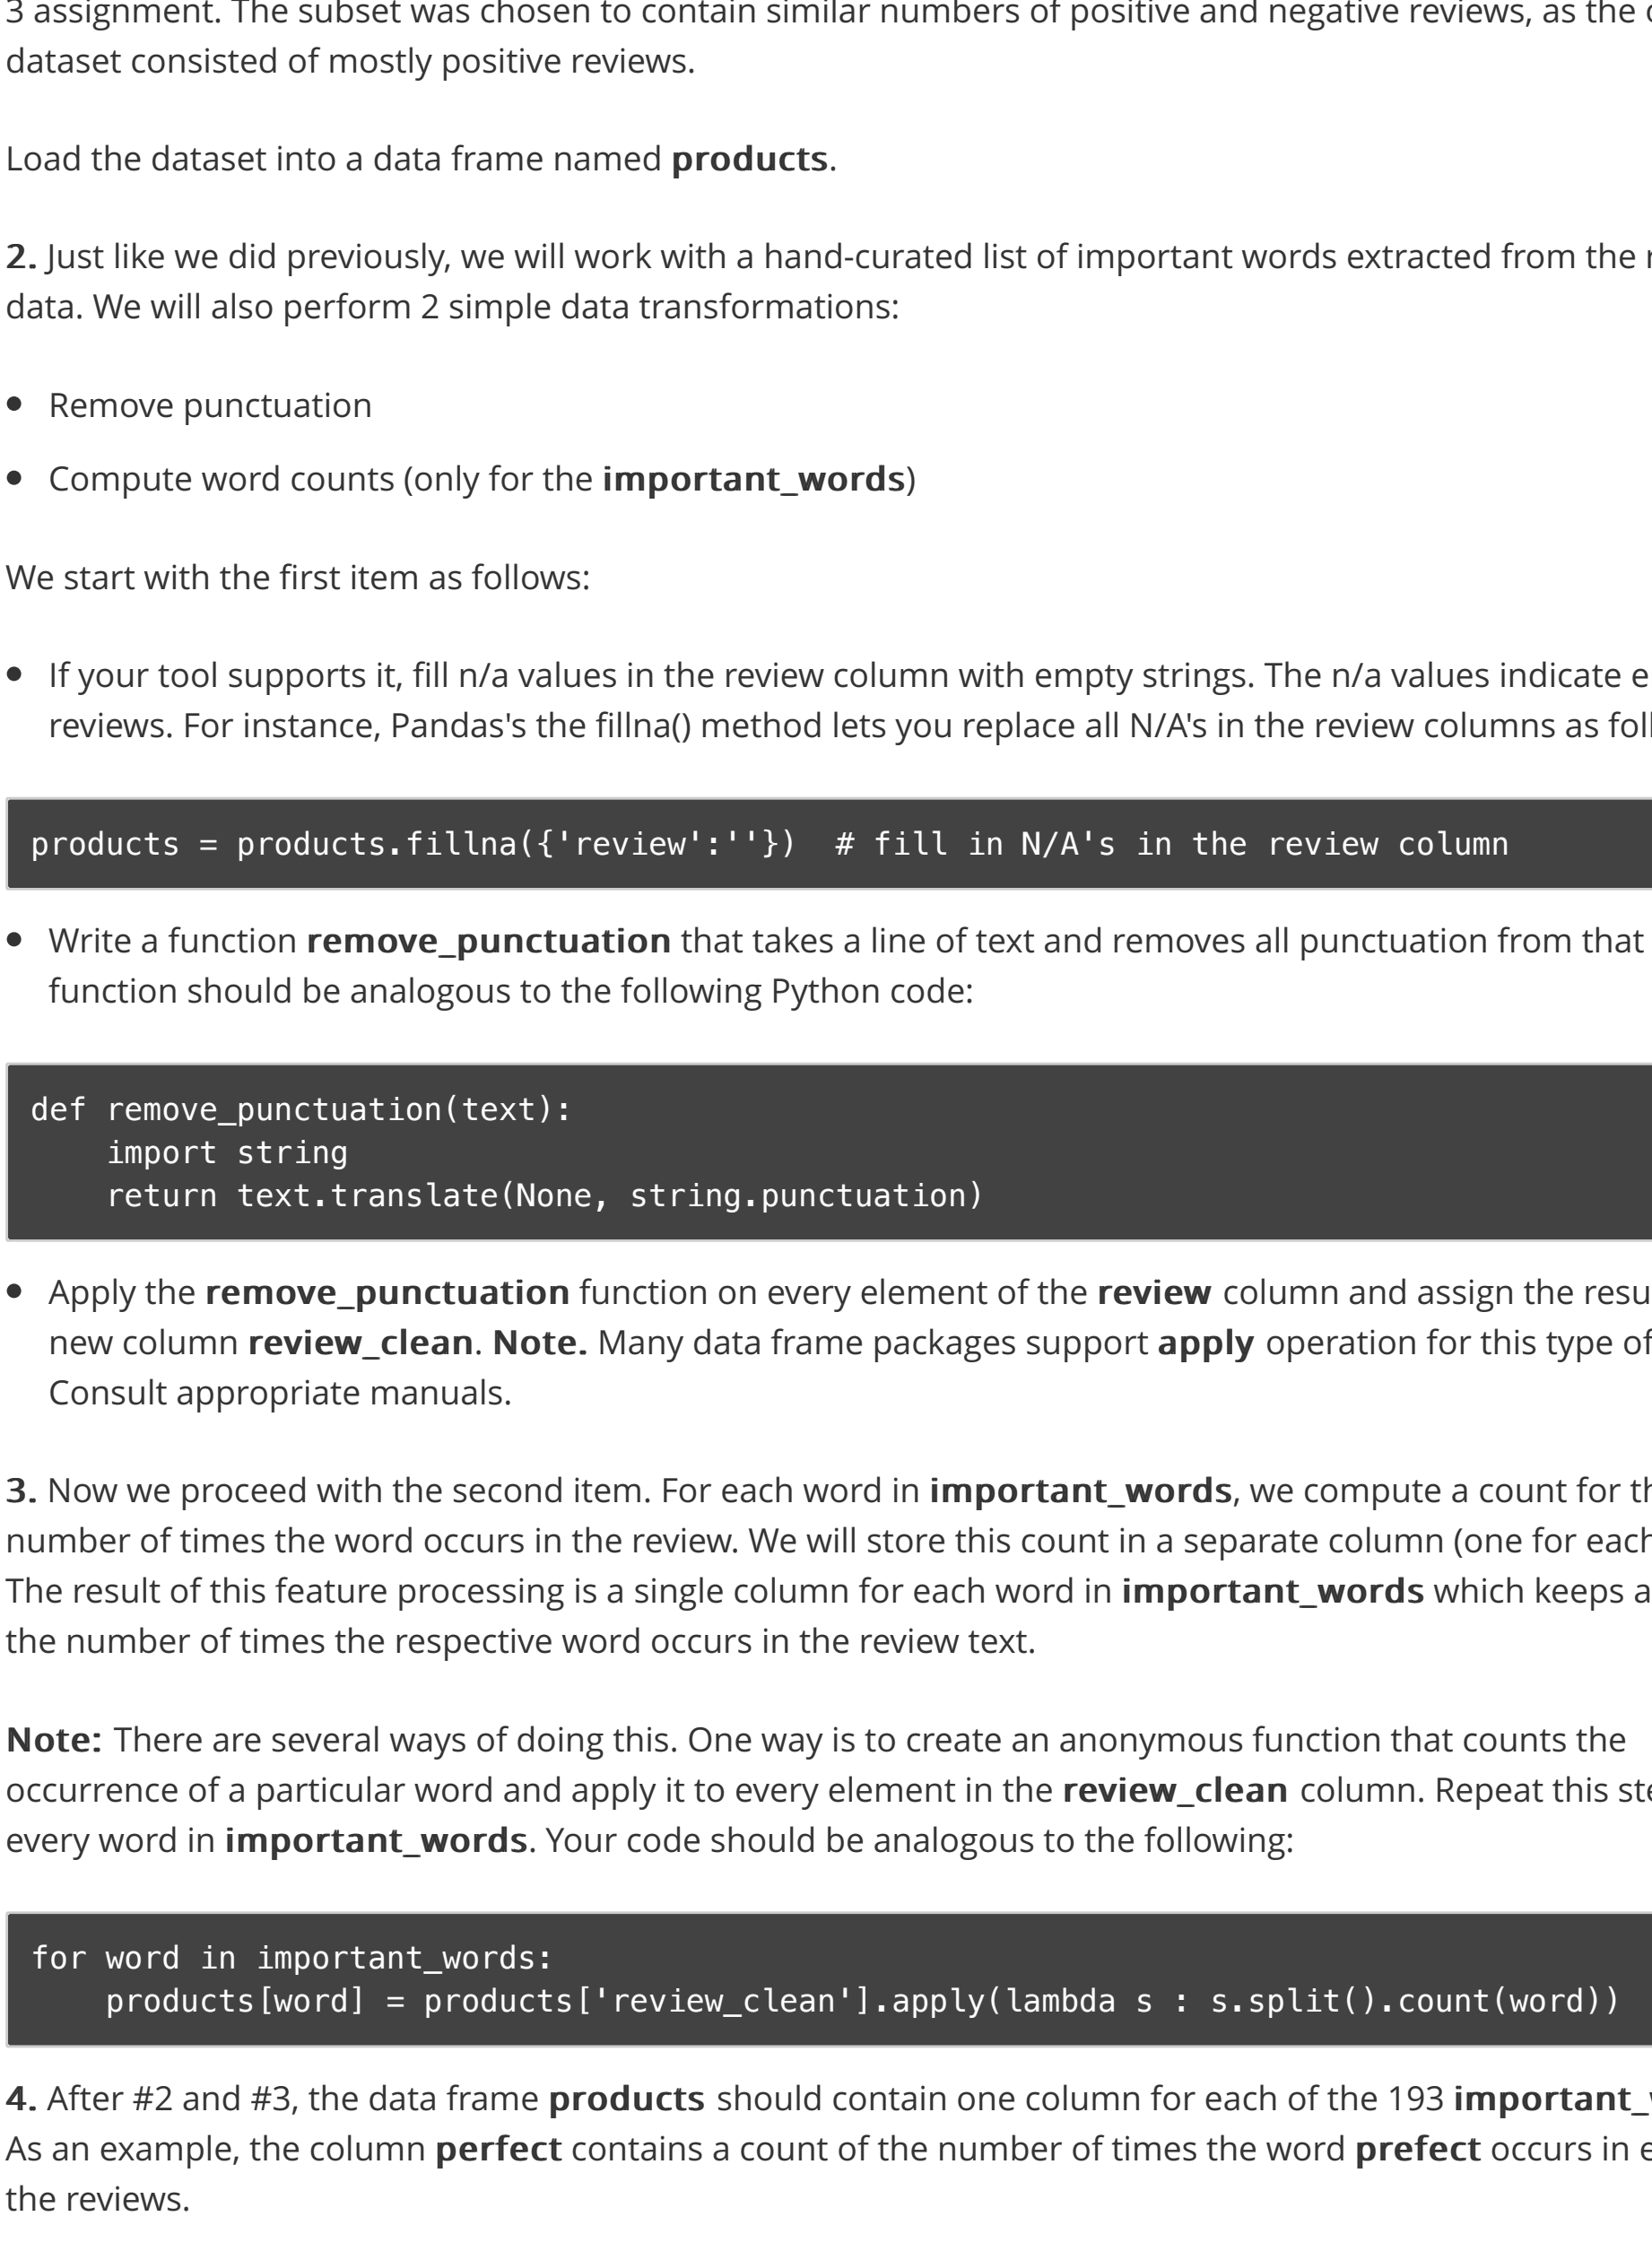 3 assignment. The subset was chosen to contain similar numbers of positive and negative reviews, as the
dataset consisted of mostly positive reviews.
Load the dataset into a data frame named products.
2. Just like we did previously, we will work with a hand-curated list of important words extracted from the
data. We will also perform 2 simple data transformations:
• Remove punctuation
• Compute word counts (only for the important_words)
We start with the first item as follows:
• If your tool supports it, fill n/a values in the review column with empty strings. The n/a values indicate
reviews. For instance, Pandas's the fillna() method lets you replace all N/A's in the review columns as
products = products.fillna({'review':''})  # fill in N/A's in the review column
• Write a function remove_punctuation that takes a line of text and removes all punctuation from that
function should be analogous to the following Python code:
def remove_punctuation(text):
    import string
    return text.translate(None, string.punctuation)
• Apply the remove_punctuation function on every element of the review column and assign the
new column review_clean. Note. Many data frame packages support apply operation for this type of
Consult appropriate manuals.
3. Now we proceed with the second item. For each word in important_words, we compute a count for
number of times the word occurs in the review. We will store this count in a separate column (one for each
The result of this feature processing is a single column for each word in important_words which keeps a
the number of times the respective word occurs in the review text.
Note: There are several ways of doing this. One way is to create an anonymous function that counts the
occurrence of a particular word and apply it to every element in the review_clean column. Repeat this
every word in important_words. Your code should be analogous to the following:
for word in important_words:
    products[word] = products['review_clean'].apply(lambda s : s.split().count(word))
4. After #2 and #3, the data frame products should contain one column for each of the 193
As an example, the column perfect contains a count of the number of times the word prefect occurs in
the reviews.